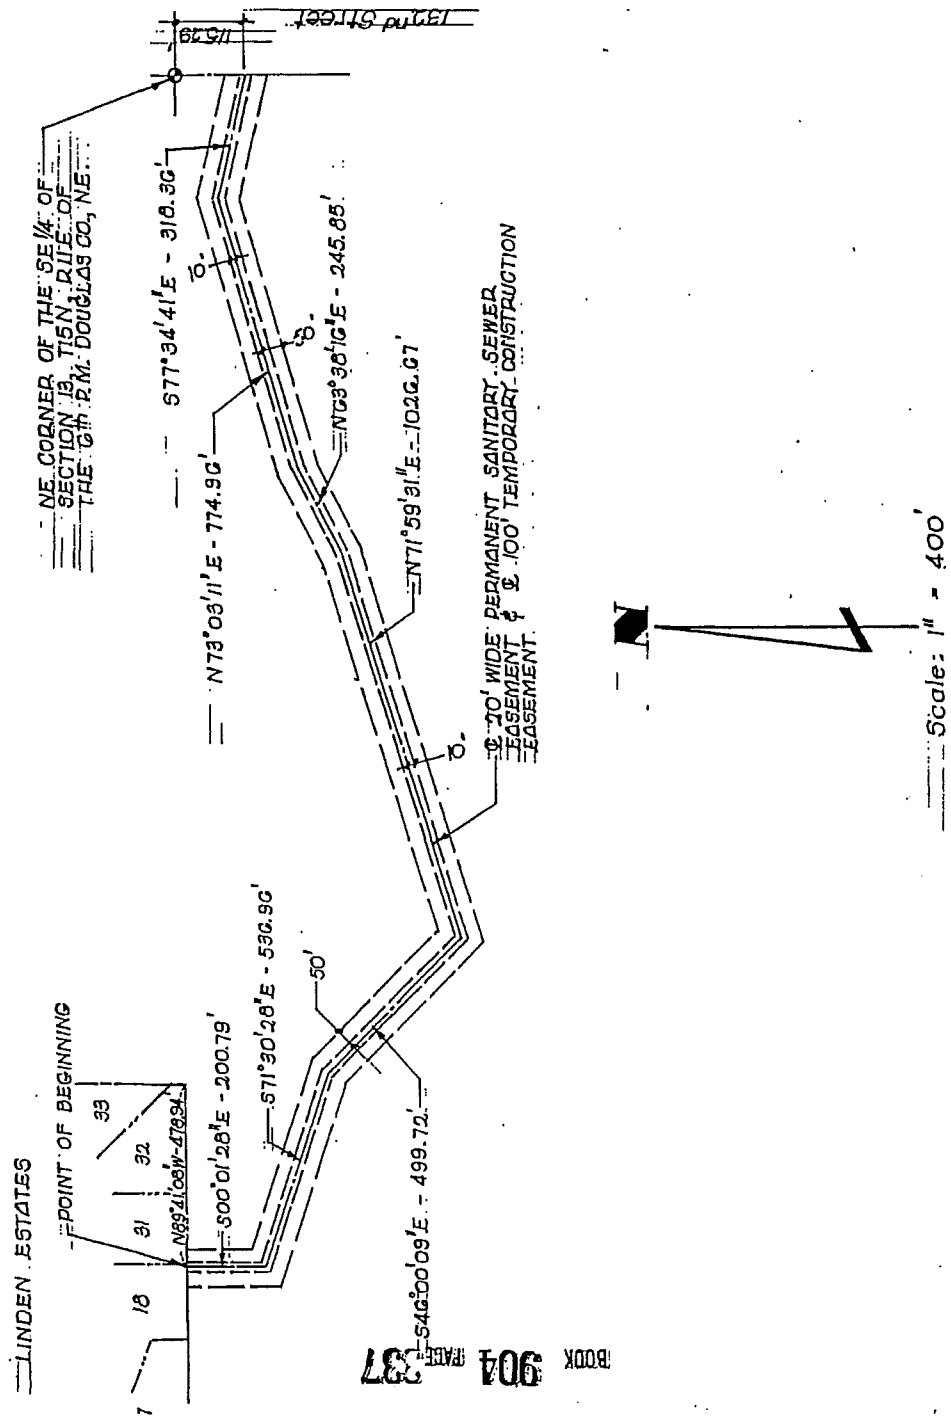 LINDEN ESTATES
POINT OF BEGINNING
18
31
32
33
7
N89°41'08"W-478.94'
S00°01'28"E - 200.79'
S71°30'28"E - 536.96'
50'
S46°00'09"E - 499.72'
NE CORNER OF THE SE 1/4 OF
SECTION 13, T15N, R11E OF
THE 6TH P.M. DOUGLAS CO., NE.
115.29'
132nd Street
S77°34'41"E - 318.36'
10'
N73°03'11"E - 774.96'
50'
N63°38'16"E - 245.85'
N71°59'31"E - 1026.67'
10'
℄ 20' WIDE PERMANENT SANITARY SEWER
EASEMENT & ℄ 100' TEMPORARY CONSTRUCTION
EASEMENT.
N
Scale: 1" = 400'
BOOK 904 PAGE 337